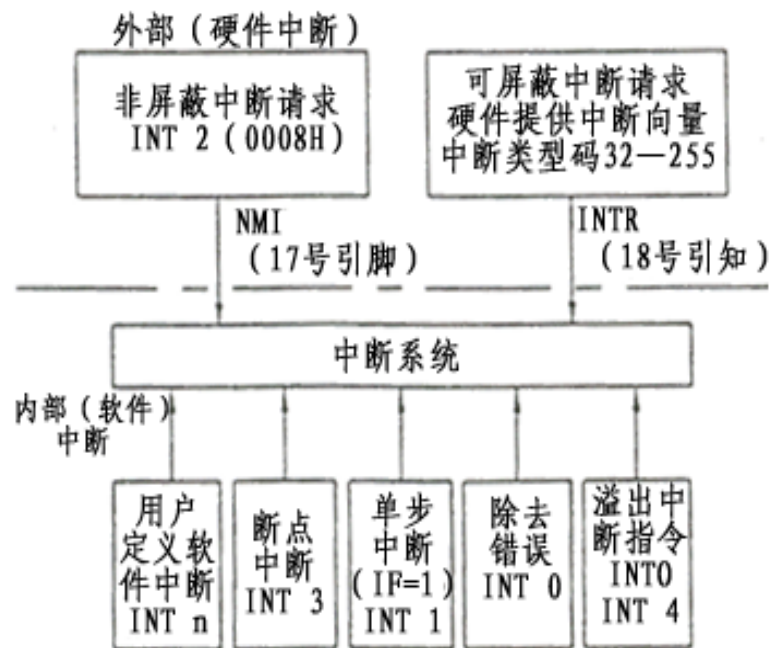 外部（硬件中断）
非屏蔽中断请求
INT 2（0008H）
可屏蔽中断请求
硬件提供中断向量
中断类型码32—255
NMI
（17号引脚）
INTR
（18号引知）
中断系统
内部（软件）
中断
用户
定义软
件中断
INT n
断点
中断
INT 3
单步
中断
（IF=1）
INT 1
除去
错误
INT 0
溢出中
断指令
INTO
INT 4